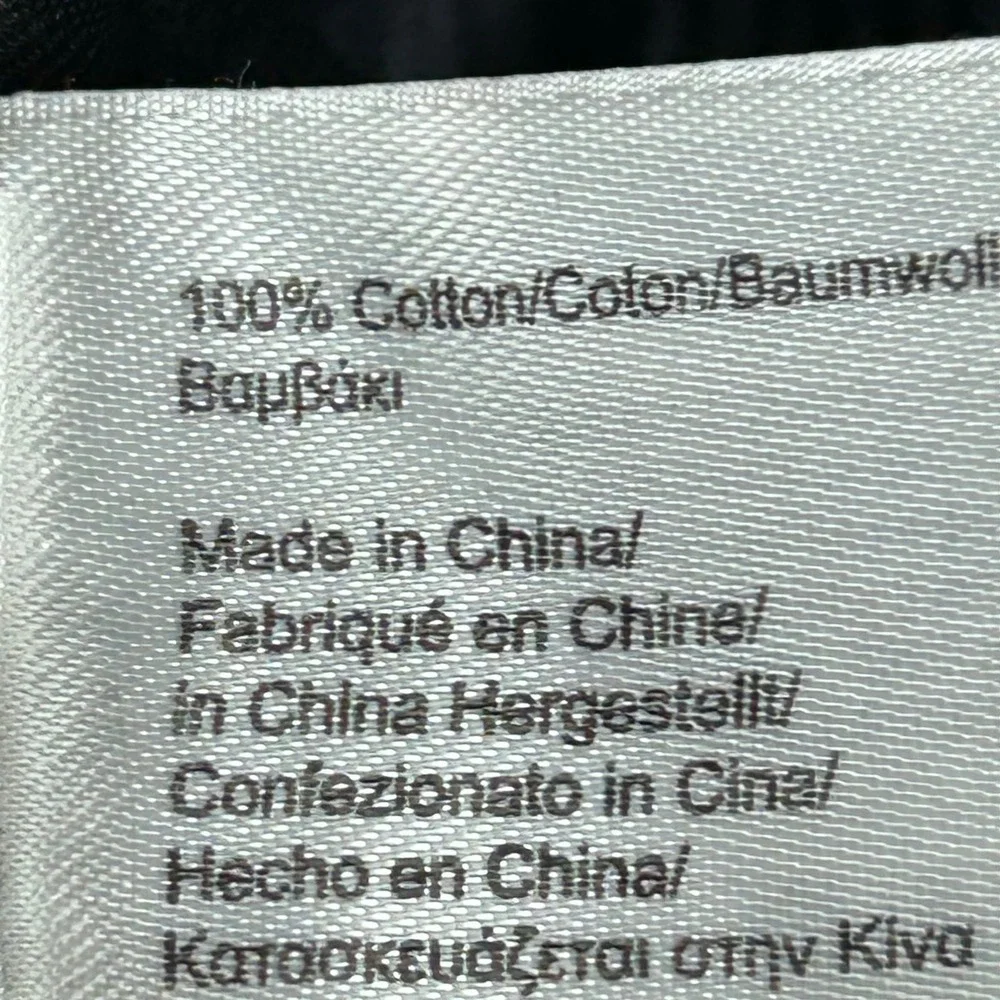 100% Cotton/Coton/Baumwoll
Βαμβάκι
Made in China/
Fabriqué en Chine/
in China Hergestellt/
Confezionato in Cina/
Hecho en China/
Κατασκευάζεται στην Κίνα